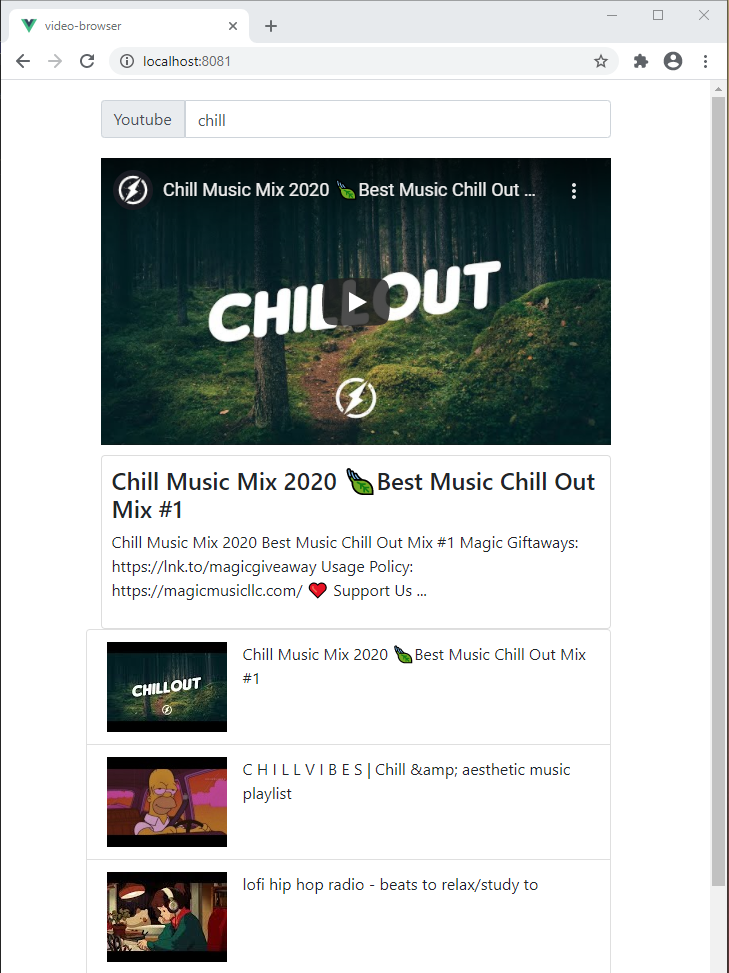 video-browser
localhost:8081
Youtube chill
Chill Music Mix 2020 Best Music Chill Out ...
CHILLOUT
Chill Music Mix 2020 Best Music Chill Out
Mix #1
Chill Music Mix 2020 Best Music Chill Out Mix #1 Magic Giftaways:
https://lnk.to/magicgiveaway Usage Policy:
https://magicmusicllc.com/ ❤️ Support Us ...
CHILLOUT
Chill Music Mix 2020 Best Music Chill Out Mix
#1
C H I L L V I B E S | Chill &amp; aesthetic music
playlist
lofi hip hop radio - beats to relax/study to